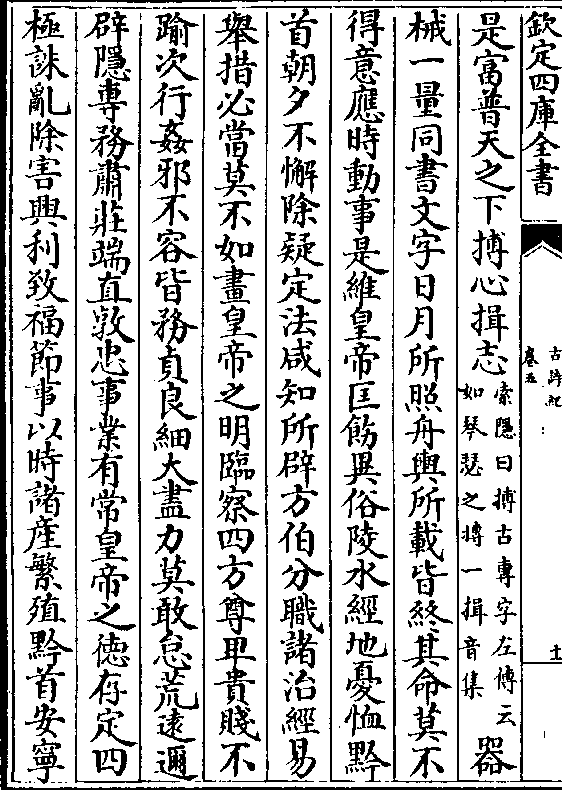 欽定四庫全書
古詩紀
卷五
十
是富普天之下摶心揖志
索隱曰摶古專字左傳云
如琴瑟之摶一揖音集
器
械一量同書文字日月所照舟輿所載皆終其命莫不
得意應時動事是維皇帝匡飭異俗陵水經地憂恤黔
首朝夕不懈除疑定法咸知所辟方伯分職諸治經易
舉措必當莫不如畫皇帝之明臨察四方尊卑貴賤不
踰次行姦邪不容皆務貞良細大盡力莫敢怠荒遠邇
辟隱専務肅莊端直敦忠事業有常皇帝之徳存定四
極誅亂除害興利致福節事以時諸產繁殖黔首安寧